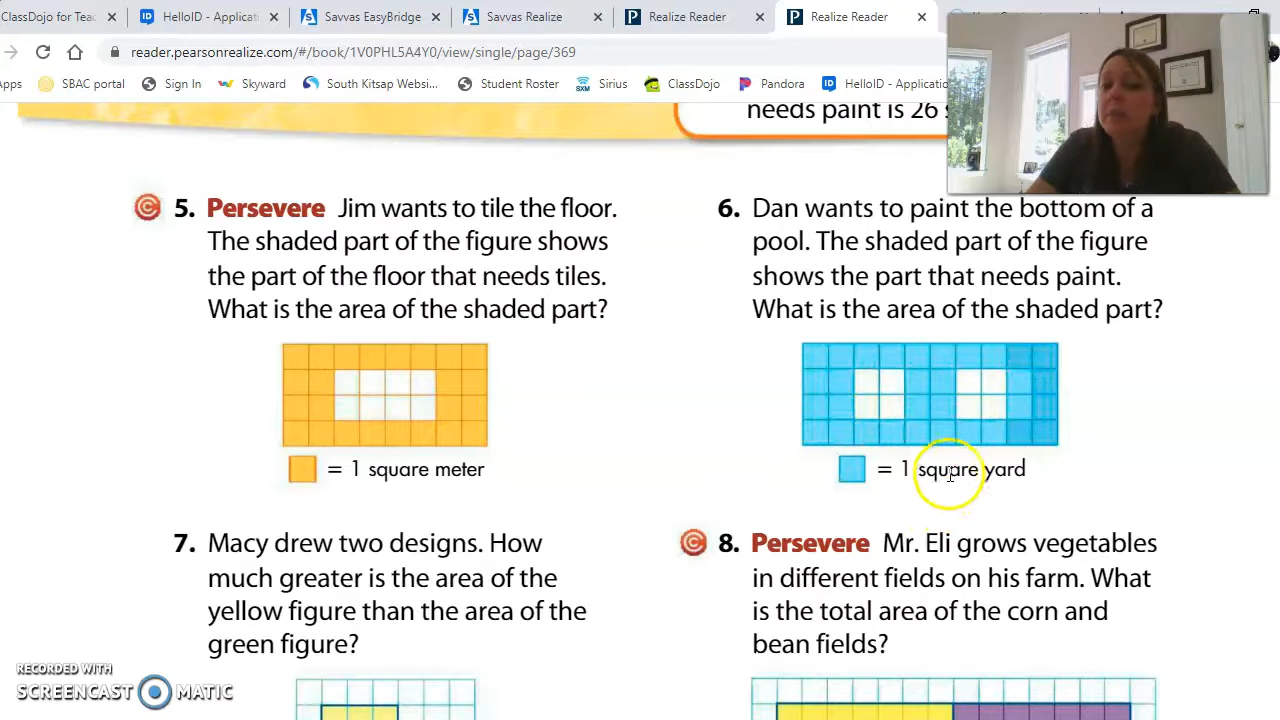 ClassDojo for Teac
HelloID - Applicati
Savvas EasyBridge
Savvas Realize
Realize Reader
Realize Reader
reader.pearsonrealize.com/#/book/1V0PHL5A4Y0/view/single/page/369
Apps
SBAC portal
Sign In
Skyward
South Kitsap Websi...
Student Roster
Sirius
ClassDojo
Pandora
HelloID - Application
needs paint is 26 s
5. Persevere Jim wants to tile the floor.
The shaded part of the figure shows
the part of the floor that needs tiles.
What is the area of the shaded part?
= 1 square meter
6. Dan wants to paint the bottom of a
pool. The shaded part of the figure
shows the part that needs paint.
What is the area of the shaded part?
= 1 square yard
7. Macy drew two designs. How
much greater is the area of the
yellow figure than the area of the
green figure?
8. Persevere Mr. Eli grows vegetables
in different fields on his farm. What
is the total area of the corn and
bean fields?
RECORDED WITH
SCREENCAST MATIC